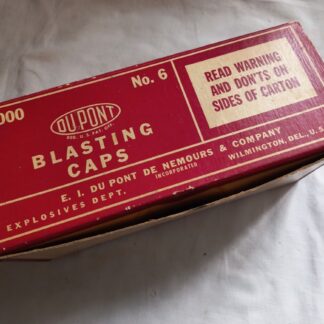 No. 6
DU PONT
REG. U.S. PAT. OFF.
BLASTING
CAPS
E. I. DU PONT DE NEMOURS & COMPANY
INCORPORATED
EXPLOSIVES DEPT.
WILMINGTON, DEL., U.S.
READ WARNING
AND DON'TS ON
SIDES OF CARTON